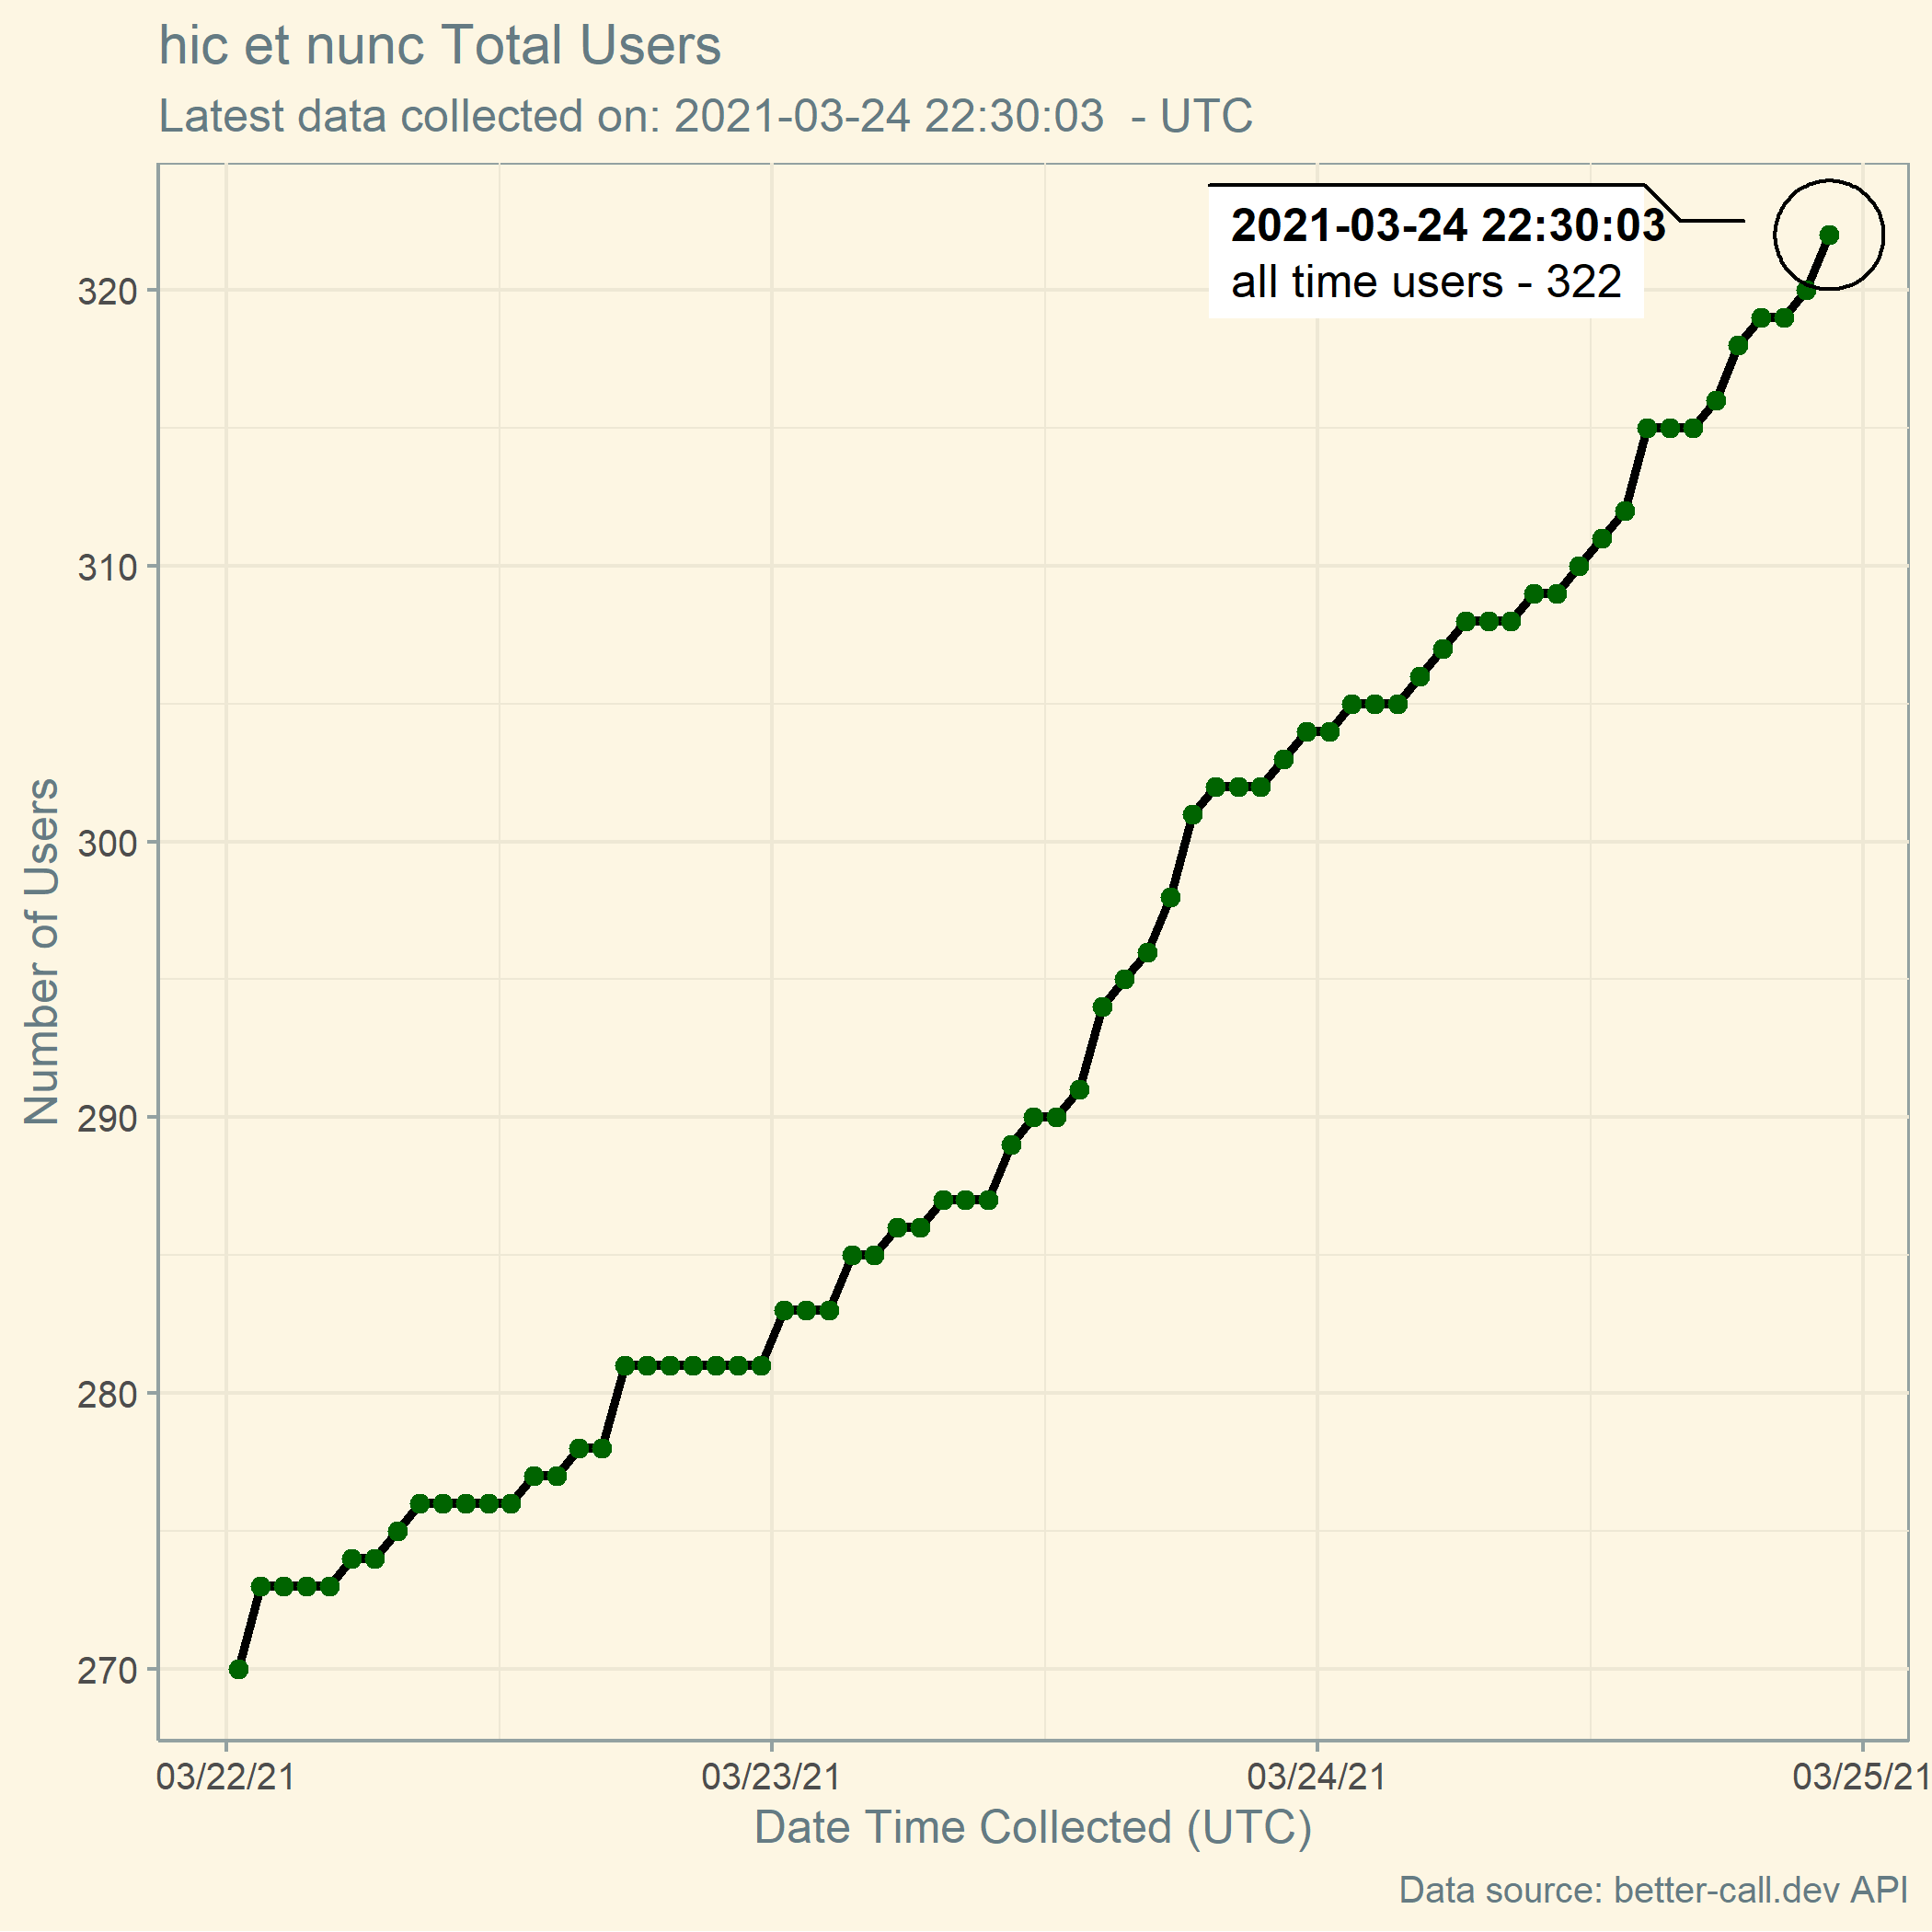 hic et nunc Total Users
Latest data collected on: 2021-03-24 22:30:03  - UTC
2021-03-24 22:30:03
all time users - 322
Number of Users
320
310
300
290
280
270
03/22/21
03/23/21
03/24/21
03/25/21
Date Time Collected (UTC)
Data source: better-call.dev API